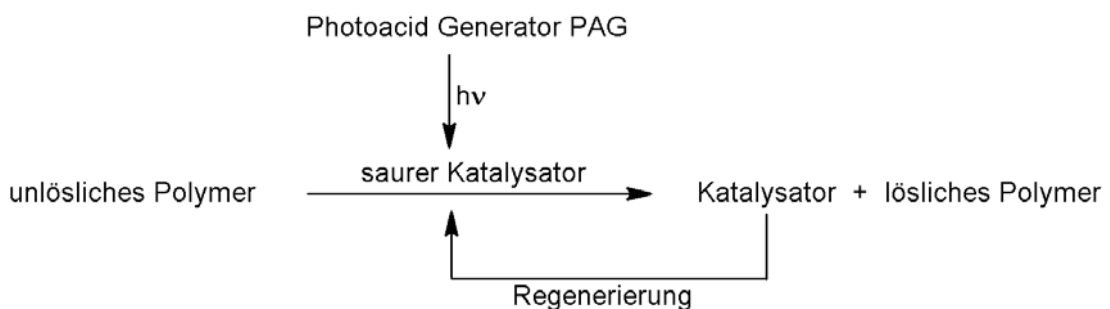 Photoacid Generator PAG
hν
saurer Katalysator
unlösliches Polymer
Katalysator + lösliches Polymer
Regenerierung